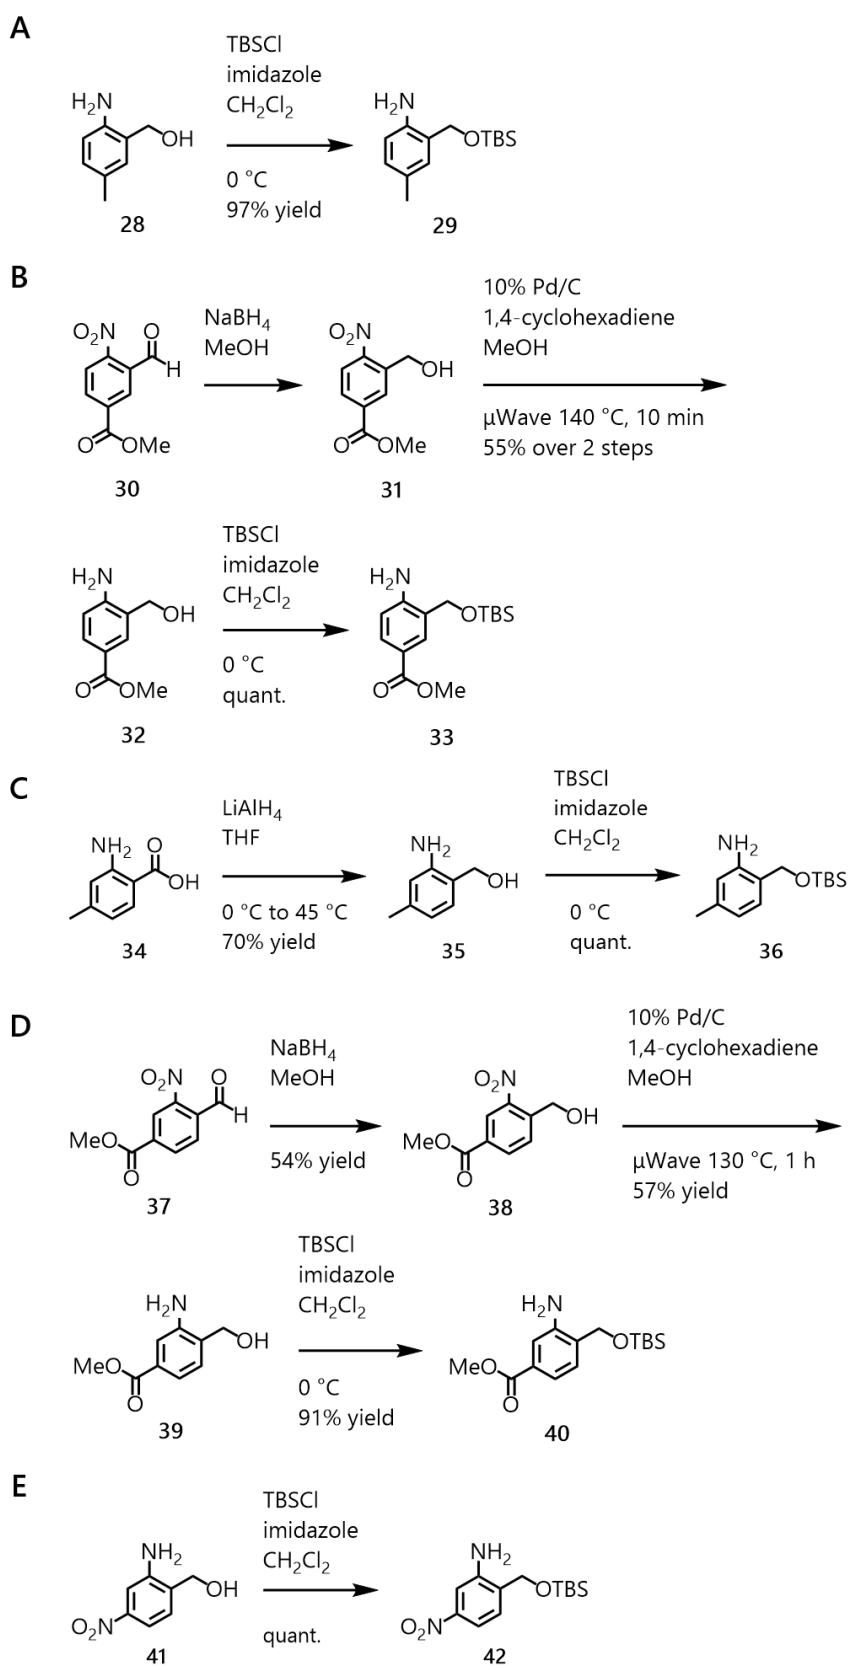 A
TBSCl
imidazole
CH2Cl2
H2N
OH
0 °C
97% yield
28
H2N
OTBS
29
B
O2N
O
H
O
OMe
30
NaBH4
MeOH
O2N
OH
O
OMe
31
10% Pd/C
1,4-cyclohexadiene
MeOH
µWave 140 °C, 10 min
55% over 2 steps
H2N
OH
O
OMe
32
TBSCl
imidazole
CH2Cl2
0 °C
quant.
H2N
OTBS
O
OMe
33
C
NH2
O
OH
34
LiAlH4
THF
0 °C to 45 °C
70% yield
NH2
OH
35
TBSCl
imidazole
CH2Cl2
0 °C
quant.
NH2
OTBS
36
D
O2N
O
H
MeO
O
37
NaBH4
MeOH
54% yield
O2N
OH
MeO
O
38
10% Pd/C
1,4-cyclohexadiene
MeOH
µWave 130 °C, 1 h
57% yield
H2N
OH
MeO
O
39
TBSCl
imidazole
CH2Cl2
0 °C
91% yield
H2N
OTBS
MeO
O
40
E
NH2
OH
O2N
41
TBSCl
imidazole
CH2Cl2
quant.
NH2
OTBS
O2N
42